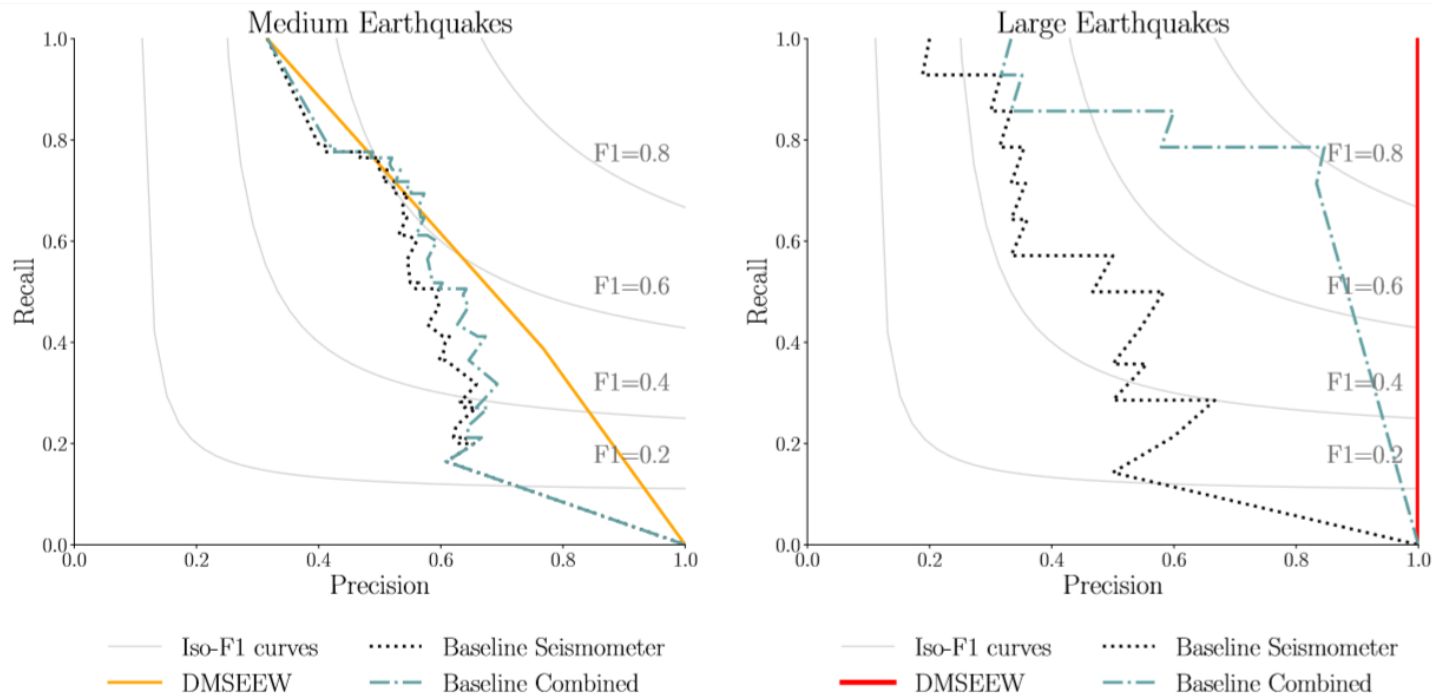 Medium Earthquakes
1.0
0.8
0.6
0.4
0.2
0.0
Recall
F1=0.8
F1=0.6
F1=0.4
F1=0.2
0.0 0.2 0.4 0.6 0.8 1.0
Precision
Iso-F1 curves
Baseline Seismometer
DMSEEW
Baseline Combined
Large Earthquakes
1.0
0.8
0.6
0.4
0.2
0.0
Recall
F1=0.8
F1=0.6
F1=0.4
F1=0.2
0.0 0.2 0.4 0.6 0.8 1.0
Precision
Iso-F1 curves
Baseline Seismometer
DMSEEW
Baseline Combined